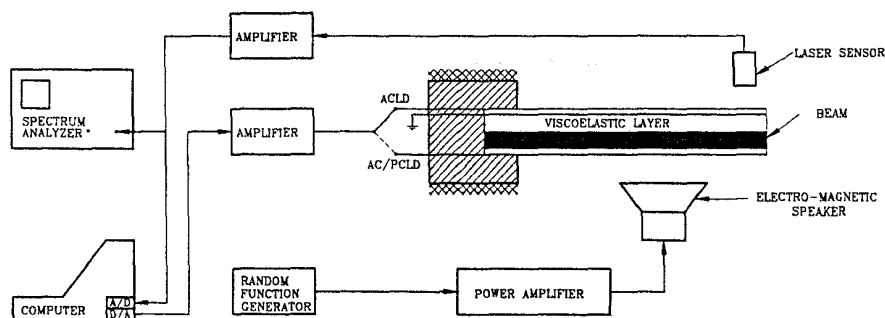 AMPLIFIER
LASER SENSOR
SPECTRUM
ANALYZER*
AMPLIFIER
ACLD
VISCOELASTIC LAYER
BEAM
AC/PCLD
ELECTRO-MAGNETIC
SPEAKER
COMPUTER
A/D
D/A
RANDOM
FUNCTION
GENERATOR
POWER AMPLIFIER